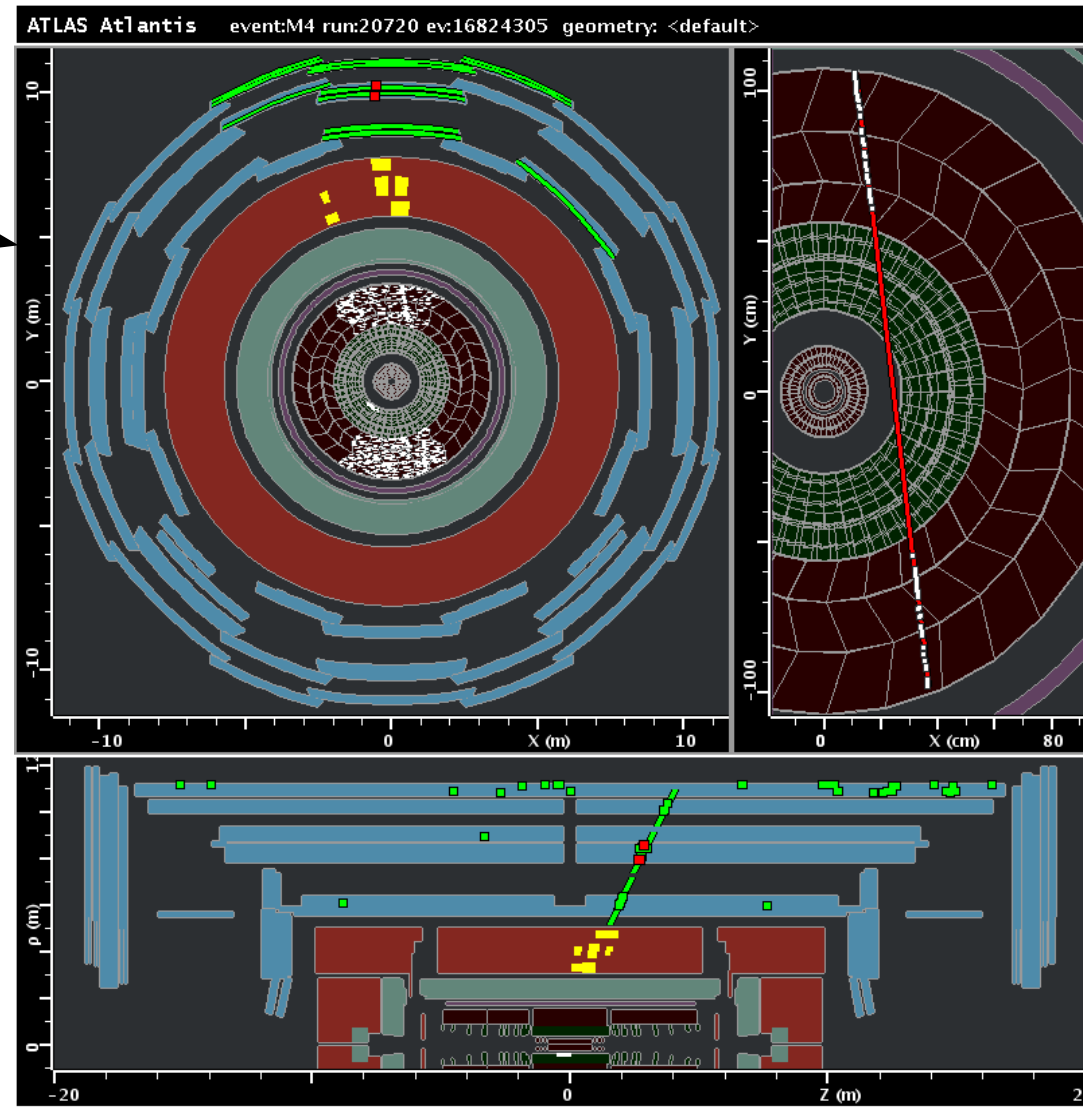 ATLAS Atlantis event:M4 run:20720 ev:16824305 geometry: <default>
10
Y (m)
0
-10
-10 0 X (m) 10
100
Y (cm)
0
-100
0 X (cm) 80
ρ (m)
0
-20 0 Z (m)